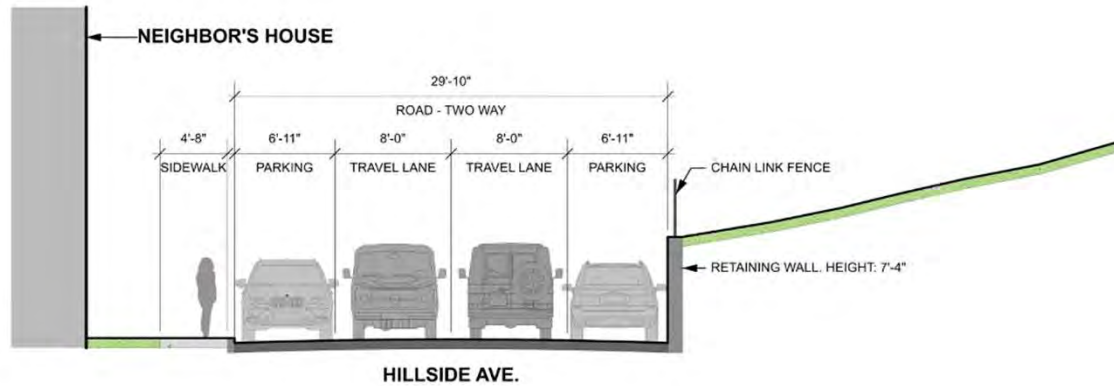 NEIGHBOR'S HOUSE
29'-10"
ROAD - TWO WAY
4'-8" 6'-11" 8'-0" 8'-0" 6'-11"
SIDEWALK PARKING TRAVEL LANE TRAVEL LANE PARKING
CHAIN LINK FENCE
RETAINING WALL. HEIGHT: 7'-4"
HILLSIDE AVE.